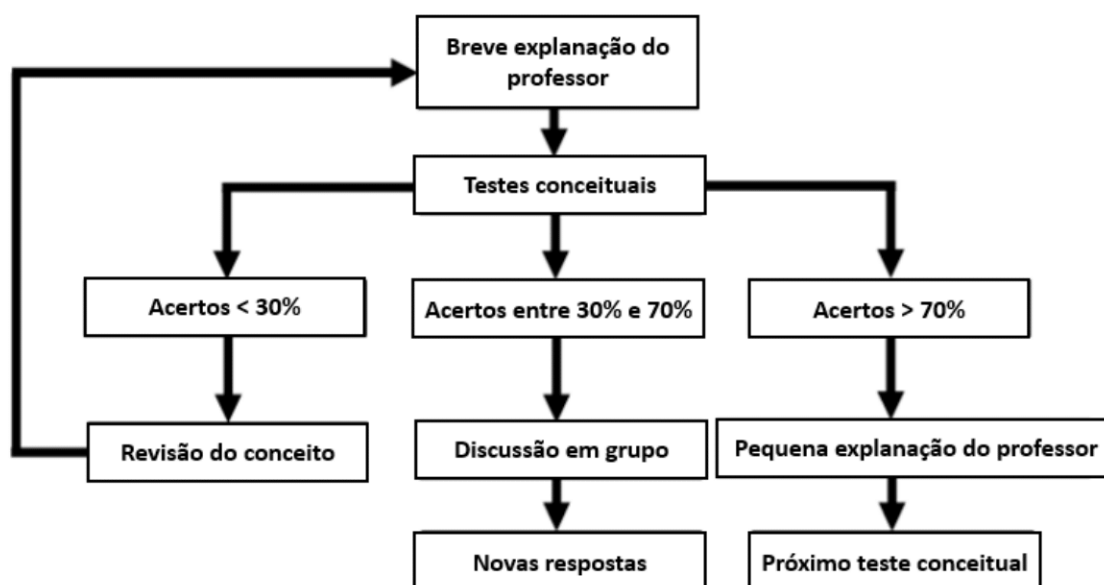 Breve explanação do
professor
Testes conceituais
Acertos < 30%
Acertos entre 30% e 70%
Acertos > 70%
Revisão do conceito
Discussão em grupo
Pequena explanação do professor
Novas respostas
Próximo teste conceitual